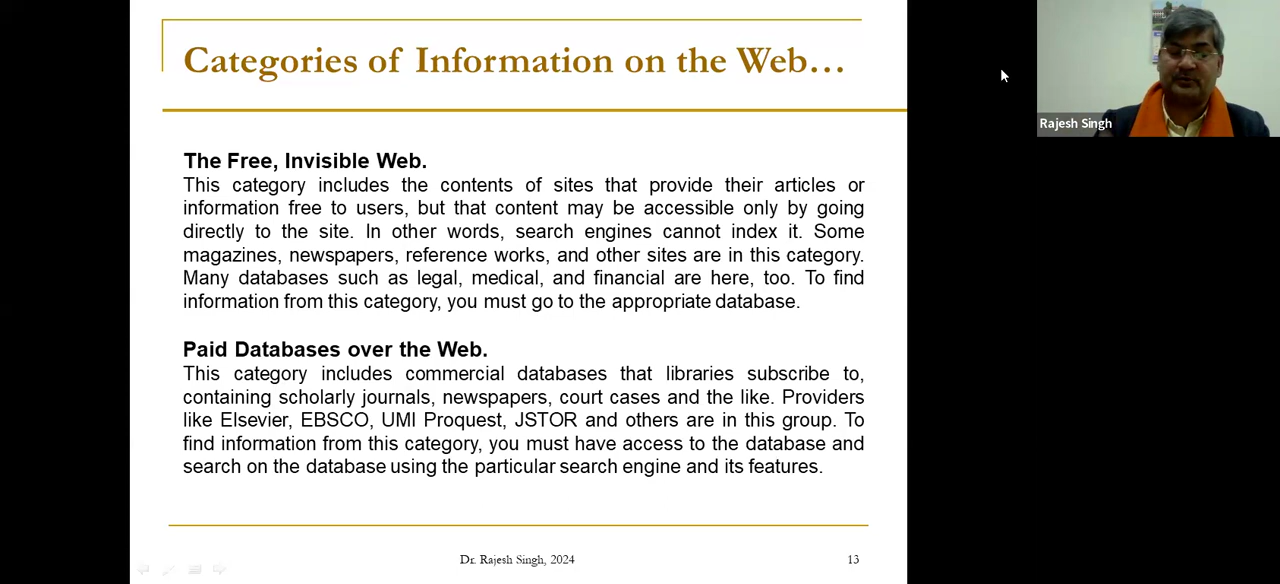 Categories of Information on the Web…
Rajesh Singh
The Free, Invisible Web.
This category includes the contents of sites that provide their articles or
information free to users, but that content may be accessible only by going
directly to the site. In other words, search engines cannot index it. Some
magazines, newspapers, reference works, and other sites are in this category.
Many databases such as legal, medical, and financial are here, too. To find
information from this category, you must go to the appropriate database.
Paid Databases over the Web.
This category includes commercial databases that libraries subscribe to,
containing scholarly journals, newspapers, court cases and the like. Providers
like Elsevier, EBSCO, UMI Proquest, JSTOR and others are in this group. To
find information from this category, you must have access to the database and
search on the database using the particular search engine and its features.
Dr. Rajesh Singh, 2024
13